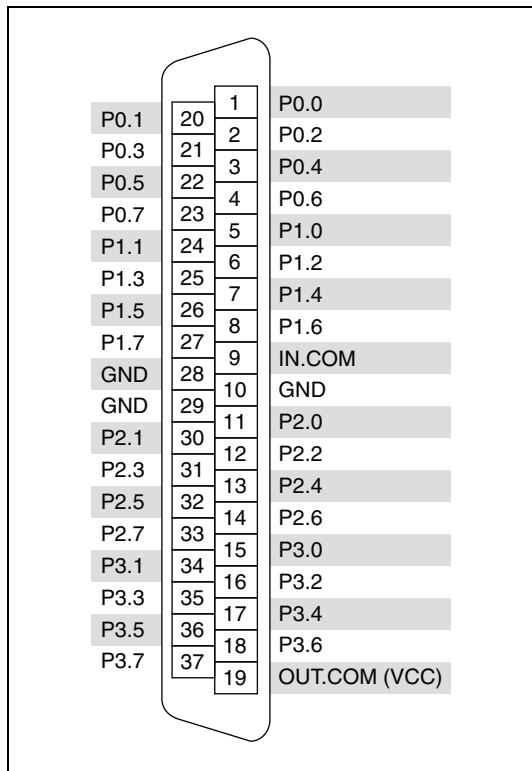 1 P0.0
P0.1 20
2 P0.2
P0.3 21
3 P0.4
P0.5 22
4 P0.6
P0.7 23
5 P1.0
P1.1 24
6 P1.2
P1.3 25
7 P1.4
P1.5 26
8 P1.6
P1.7 27
9 IN.COM
GND 28
10 GND
GND 29
11 P2.0
P2.1 30
12 P2.2
P2.3 31
13 P2.4
P2.5 32
14 P2.6
P2.7 33
15 P3.0
P3.1 34
16 P3.2
P3.3 35
17 P3.4
P3.5 36
18 P3.6
P3.7 37
19 OUT.COM (VCC)